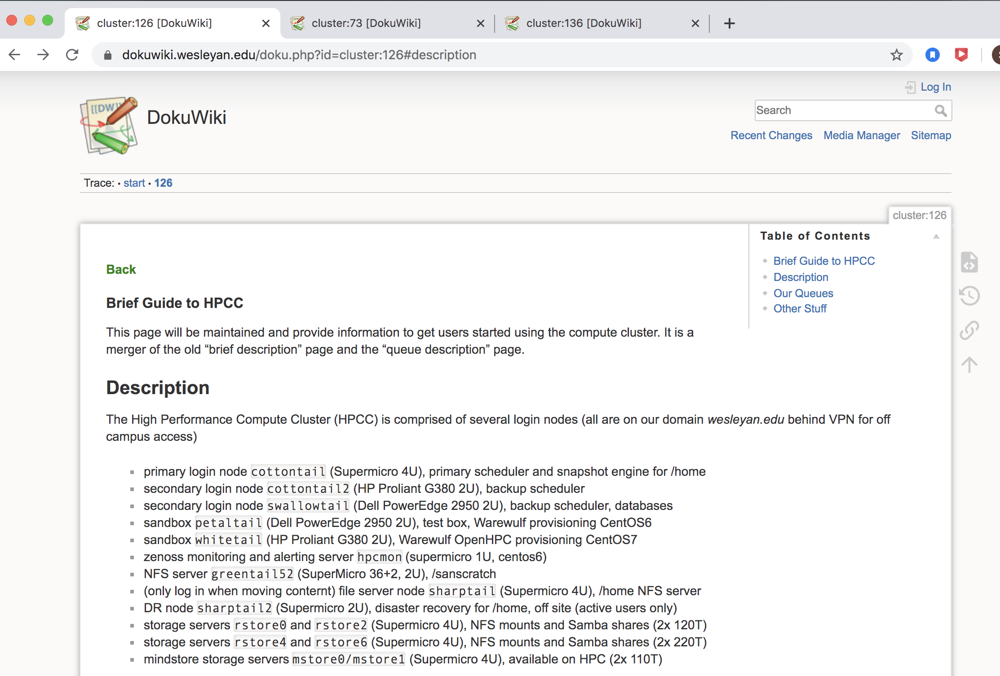 cluster:126 [DokuWiki]
cluster:73 [DokuWiki]
cluster:136 [DokuWiki]
dokuwiki.wesleyan.edu/doku.php?id=cluster:126#description
Log In
[[DW]]
DokuWiki
Search
Recent Changes Media Manager Sitemap
Trace: • start • 126
cluster:126
Table of Contents
Brief Guide to HPCC
Description
Our Queues
Other Stuff
Back
Brief Guide to HPCC
This page will be maintained and provide information to get users started using the compute cluster. It is a
merger of the old “brief description” page and the “queue description” page.
Description
The High Performance Compute Cluster (HPCC) is comprised of several login nodes (all are on our domain wesleyan.edu behind VPN for off
campus access)
primary login node cottontail (Supermicro 4U), primary scheduler and snapshot engine for /home
secondary login node cottontail2 (HP Proliant G380 2U), backup scheduler
secondary login node swallowtail (Dell PowerEdge 2950 2U), backup scheduler, databases
sandbox petaltail (Dell PowerEdge 2950 2U), test box, Warewulf provisioning CentOS6
sandbox whitetail (HP Proliant G380 2U), Warewulf OpenHPC provisioning CentOS7
zenoss monitoring and alerting server hpcmon (supermicro 1U, centos6)
NFS server greentail52 (SuperMicro 36+2, 2U), /sanscratch
(only log in when moving conternt) file server node sharptail (Supermicro 4U), /home NFS server
DR node sharptail2 (Supermicro 2U), disaster recovery for /home, off site (active users only)
storage servers rstore0 and rstore2 (Supermicro 4U), NFS mounts and Samba shares (2x 120T)
storage servers rstore4 and rstore6 (Supermicro 4U), NFS mounts and Samba shares (2x 220T)
mindstore storage servers mstore0/mstore1 (Supermicro 4U), available on HPC (2x 110T)